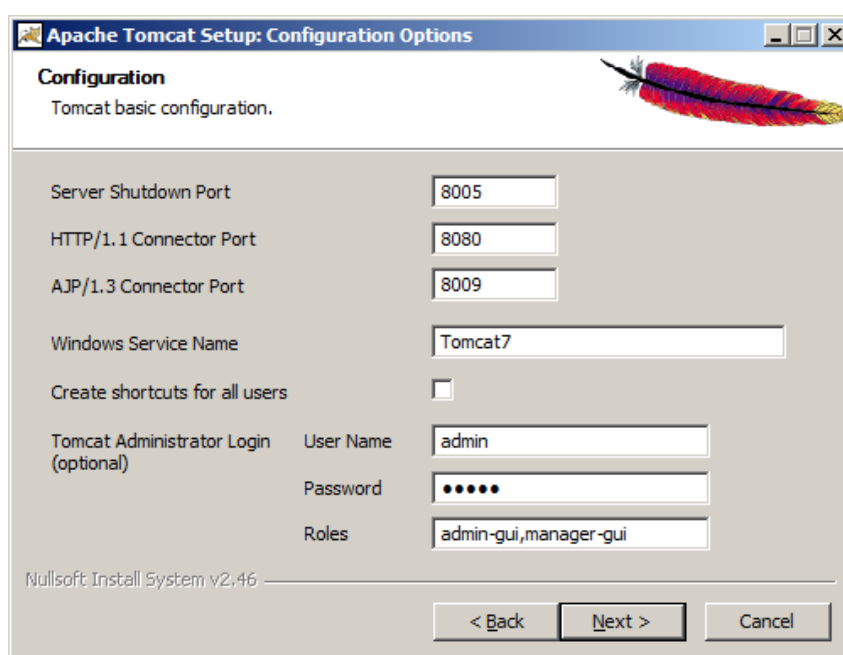 Apache Tomcat Setup: Configuration Options
Configuration
Tomcat basic configuration.
Server Shutdown Port 8005
HTTP/1.1 Connector Port 8080
AJP/1.3 Connector Port 8009
Windows Service Name Tomcat7
Create shortcuts for all users
Tomcat Administrator Login User Name admin
(optional)
Password •••••
Roles admin-gui,manager-gui
Nullsoft Install System v2.46
< Back Next > Cancel